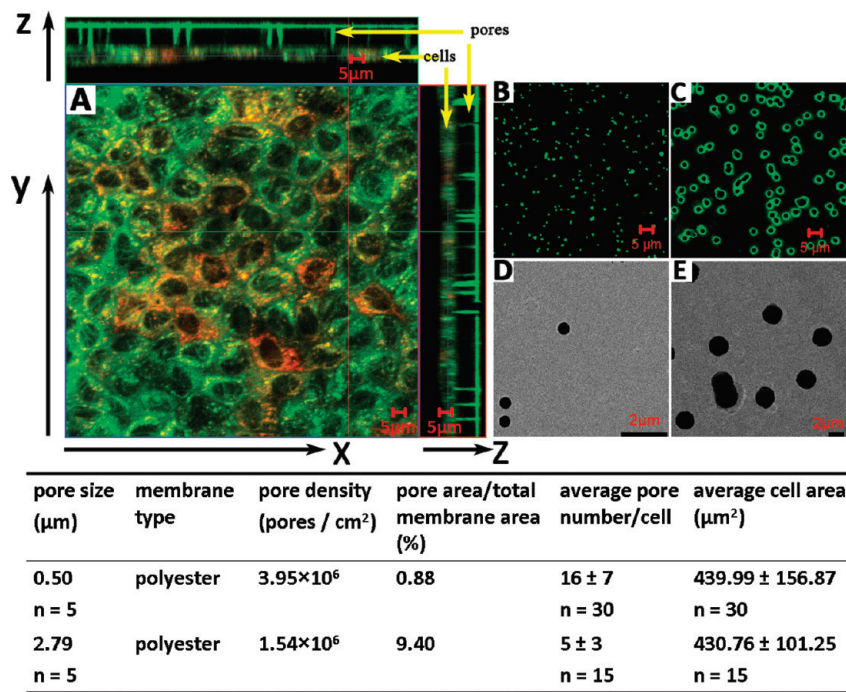 Z
pores
cells
5µm
A
B
C
y
5 µm
5 µm
D
E
5µm
5µm
2µm
2µm
X
Z
pore size (µm)
membrane type
pore density (pores / cm²)
pore area/total membrane area (%)
average pore number/cell
average cell area (µm²)
0.50 polyester 3.95×10⁶ 0.88 16 ± 7 439.99 ± 156.87
n = 5 n = 30 n = 30
2.79 polyester 1.54×10⁶ 9.40 5 ± 3 430.76 ± 101.25
n = 5 n = 15 n = 15